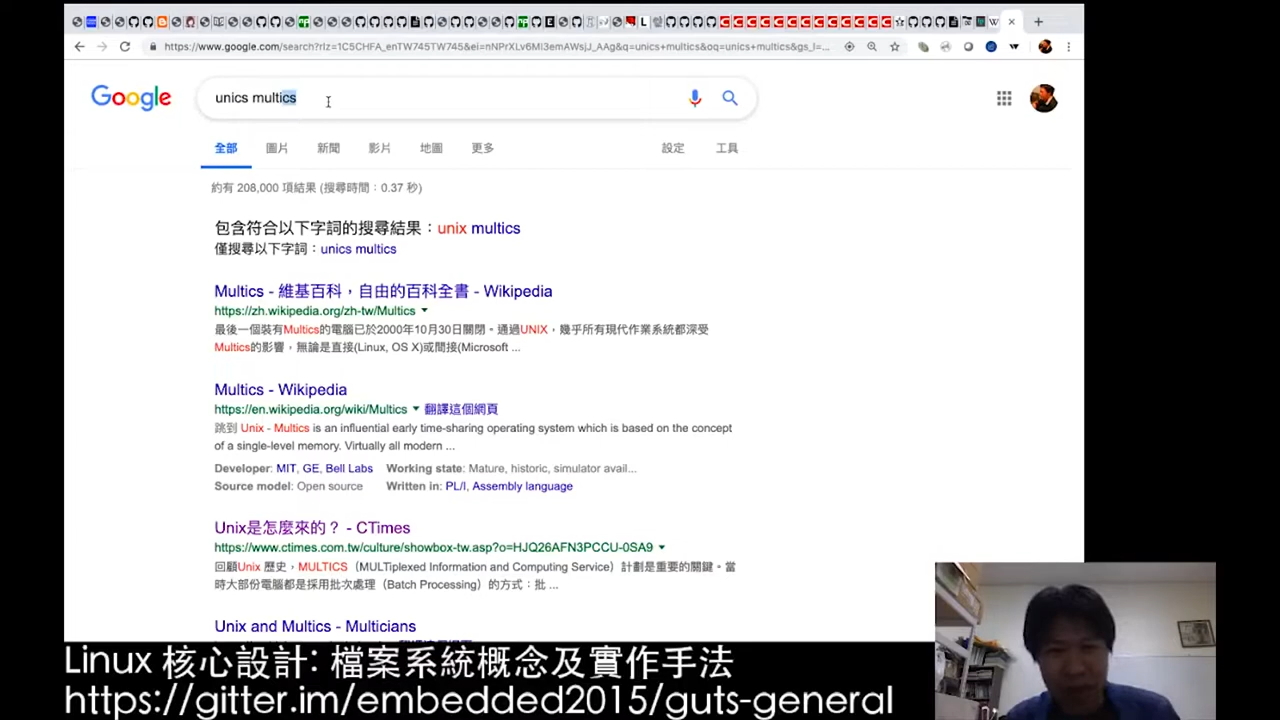 https://www.google.com/search?rlz=1C5CHFA_enTW745TW745&ei=nNPrXLv6MI3emAWsjJ_AAg&q=unics+multics&oq=unics+multics&gs_l=...
Google
unics multics
全部 圖片 新聞 影片 地圖 更多 設定 工具
約有 208,000 項結果 (搜尋時間：0.37 秒)
包含符合以下字詞的搜尋結果：unix multics
僅搜尋以下字詞：unics multics
Multics - 維基百科，自由的百科全書 - Wikipedia
https://zh.wikipedia.org/zh-tw/Multics
最後一個裝有Multics的電腦已於2000年10月30日關閉。通過UNIX，幾乎所有現代作業系統都深受
Multics的影響，無論是直接(Linux, OS X)或間接(Microsoft ...
Multics - Wikipedia
https://en.wikipedia.org/wiki/Multics 翻譯這個網頁
跳到 Unix - Multics is an influential early time-sharing operating system which is based on the concept
of a single-level memory. Virtually all modern ...
Developer: MIT, GE, Bell Labs Working state: Mature, historic, simulator avail...
Source model: Open source Written in: PL/I, Assembly language
Unix是怎麼來的？ - CTimes
https://www.ctimes.com.tw/culture/showbox-tw.asp?o=HJQ26AFN3PCCU-0SA9
回顧Unix 歷史，MULTICS（MULTiplexed Information and Computing Service）計劃是重要的關鍵。當
時大部份電腦都是採用批次處理（Batch Processing）的方式：批 ...
Unix and Multics - Multicians
Linux 核心設計: 檔案系統概念及實作手法
https://gitter.im/embedded2015/guts-general